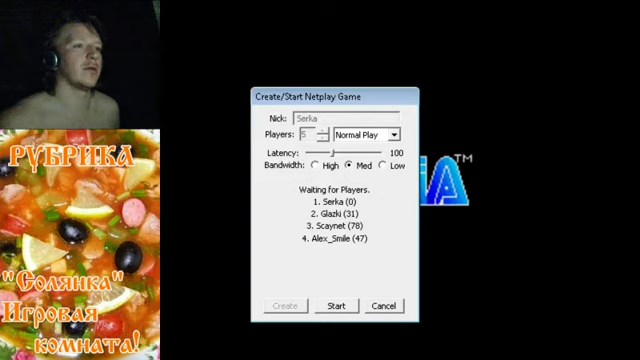 РУБРИКА
"Солянка"
Игровая
комната!
Create/Start Netplay Game
Nick: Serka
Players: 5 Normal Play
Latency: 100
Bandwidth: High Med Low
Waiting for Players.
1. Serka (0)
2. Glazki (31)
3. Scaynet (78)
4. Alex_Smile (47)
Create Start Cancel